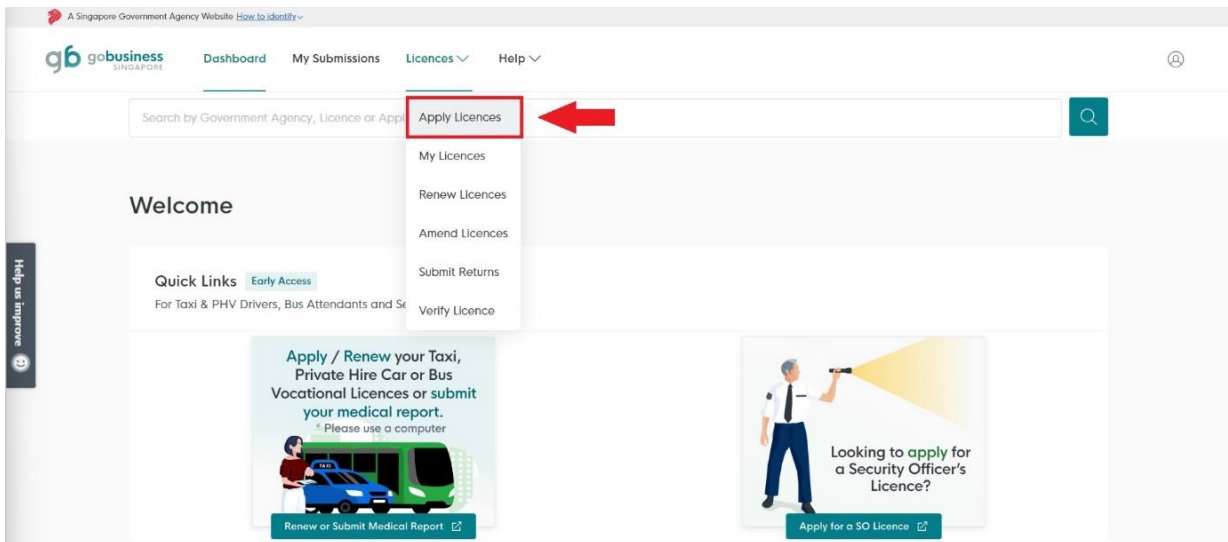 A Singapore Government Agency Website How to identify
gb gobusiness
SINGAPORE
Dashboard My Submissions Licences Help
Search by Government Agency, Licence or Appl
Apply Licences
My Licences
Renew Licences
Amend Licences
Submit Returns
Verify Licence
Welcome
Quick Links Early Access
For Taxi & PHV Drivers, Bus Attendants and Se
Help us improve
Apply / Renew your Taxi,
Private Hire Car or Bus
Vocational Licences or submit
your medical report.
* Please use a computer
TAXI
Renew or Submit Medical Report
Looking to apply for
a Security Officer's
Licence?
Apply for a SO Licence